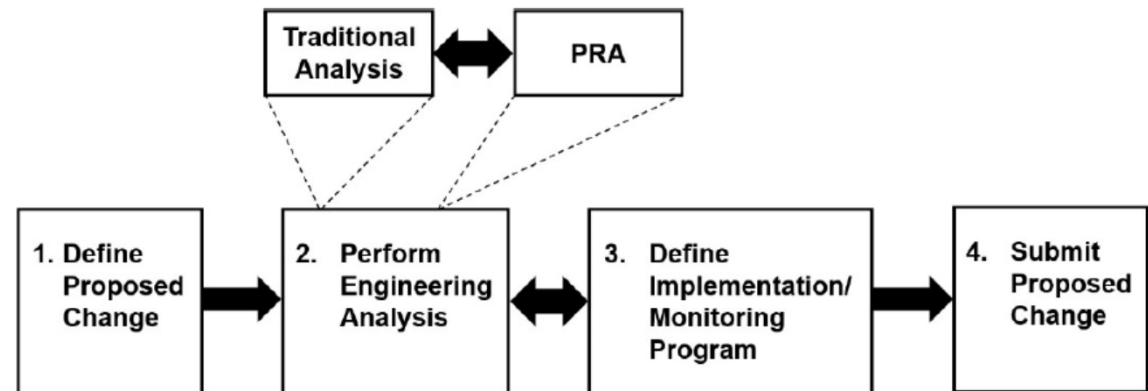 Traditional
Analysis
PRA
1. Define
Proposed
Change
2. Perform
Engineering
Analysis
3. Define
Implementation/
Monitoring
Program
4. Submit
Proposed
Change